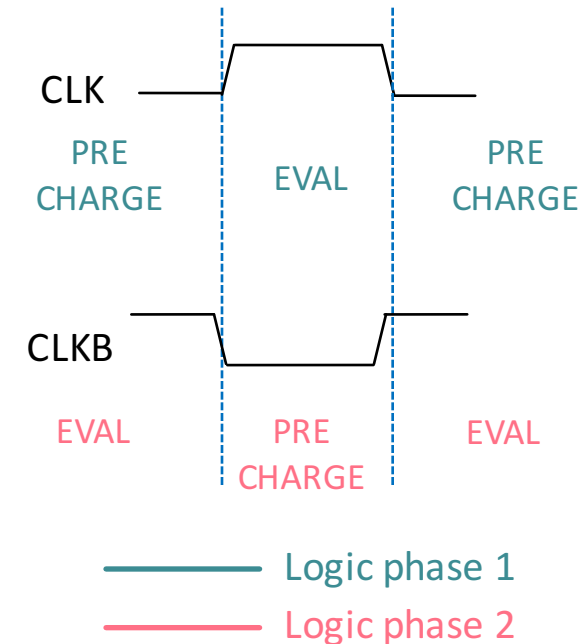 CLK
PRE
CHARGE
EVAL
PRE
CHARGE
CLKB
EVAL
PRE
CHARGE
EVAL
Logic phase 1
Logic phase 2